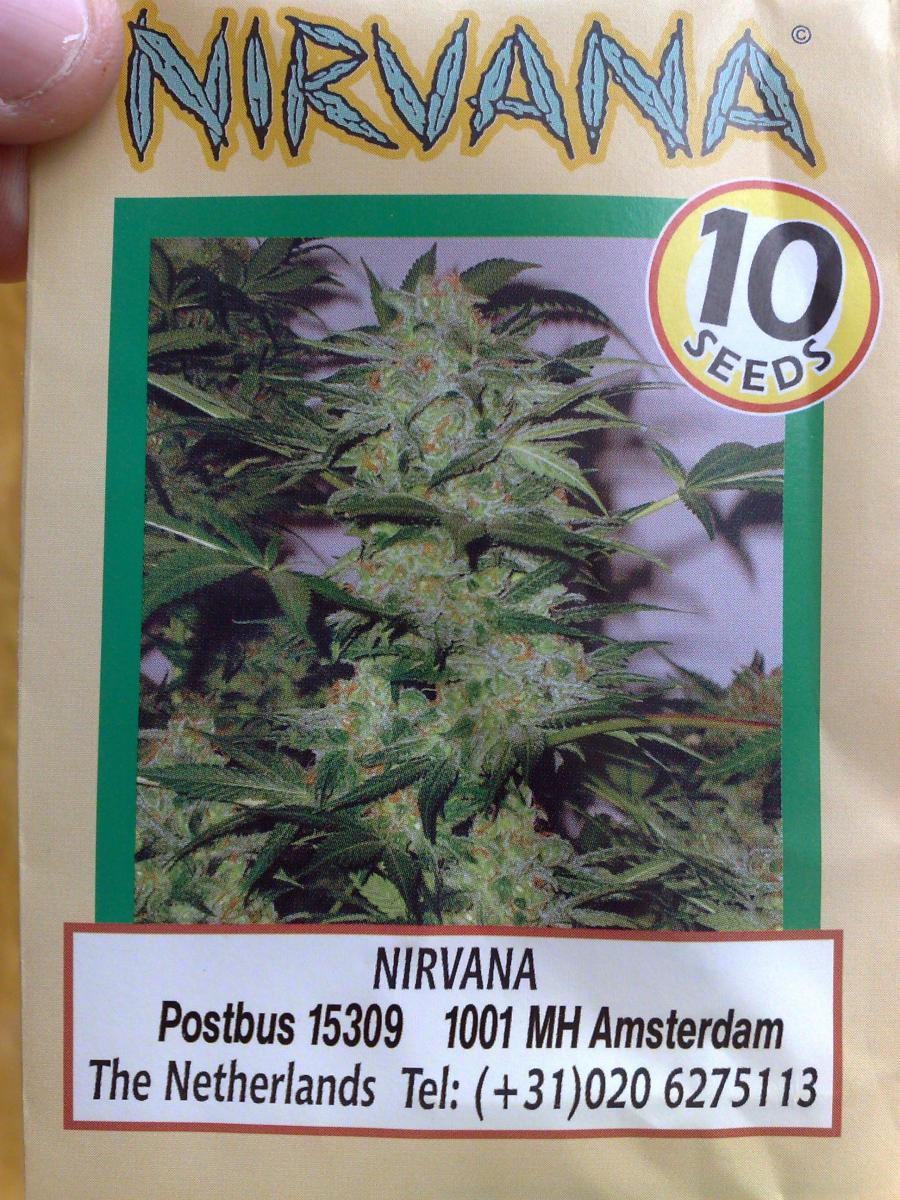 NIRVANA ©
10
SEEDS
NIRVANA
Postbus 15309 1001 MH Amsterdam
The Netherlands Tel: (+31)020 6275113